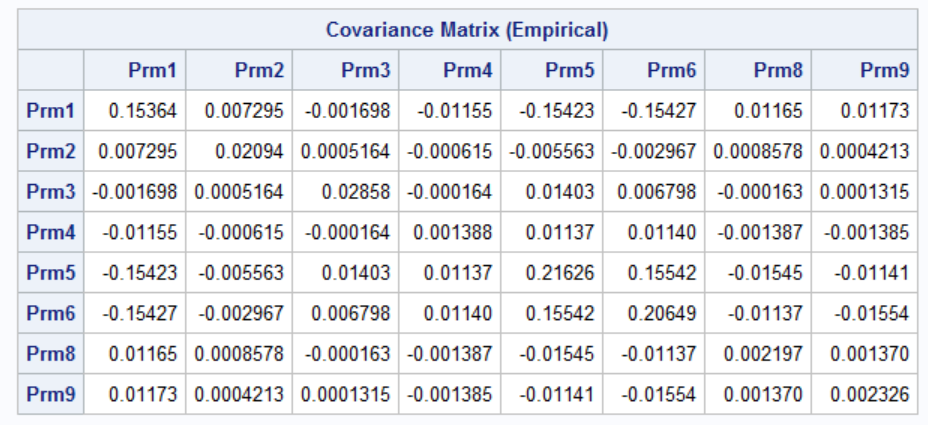 Covariance Matrix (Empirical)
Prm1 Prm2 Prm3 Prm4 Prm5 Prm6 Prm8 Prm9
Prm1 0.15364 0.007295 -0.001698 -0.01155 -0.15423 -0.15427 0.01165 0.01173
Prm2 0.007295 0.02094 0.0005164 -0.000615 -0.005563 -0.002967 0.0008578 0.0004213
Prm3 -0.001698 0.0005164 0.02858 -0.000164 0.01403 0.006798 -0.000163 0.0001315
Prm4 -0.01155 -0.000615 -0.000164 0.001388 0.01137 0.01140 -0.001387 -0.001385
Prm5 -0.15423 -0.005563 0.01403 0.01137 0.21626 0.15542 -0.01545 -0.01141
Prm6 -0.15427 -0.002967 0.006798 0.01140 0.15542 0.20649 -0.01137 -0.01554
Prm8 0.01165 0.0008578 -0.000163 -0.001387 -0.01545 -0.01137 0.002197 0.001370
Prm9 0.01173 0.0004213 0.0001315 -0.001385 -0.01141 -0.01554 0.001370 0.002326